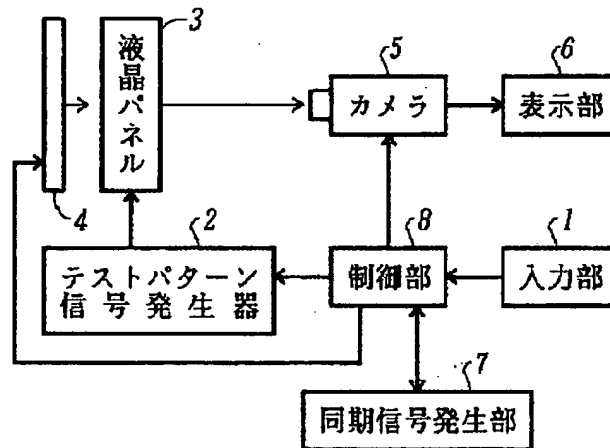 3
液晶パネル
5
カメラ
6
表示部
4
2
テストパターン
信号発生器
8
制御部
1
入力部
7
同期信号発生部